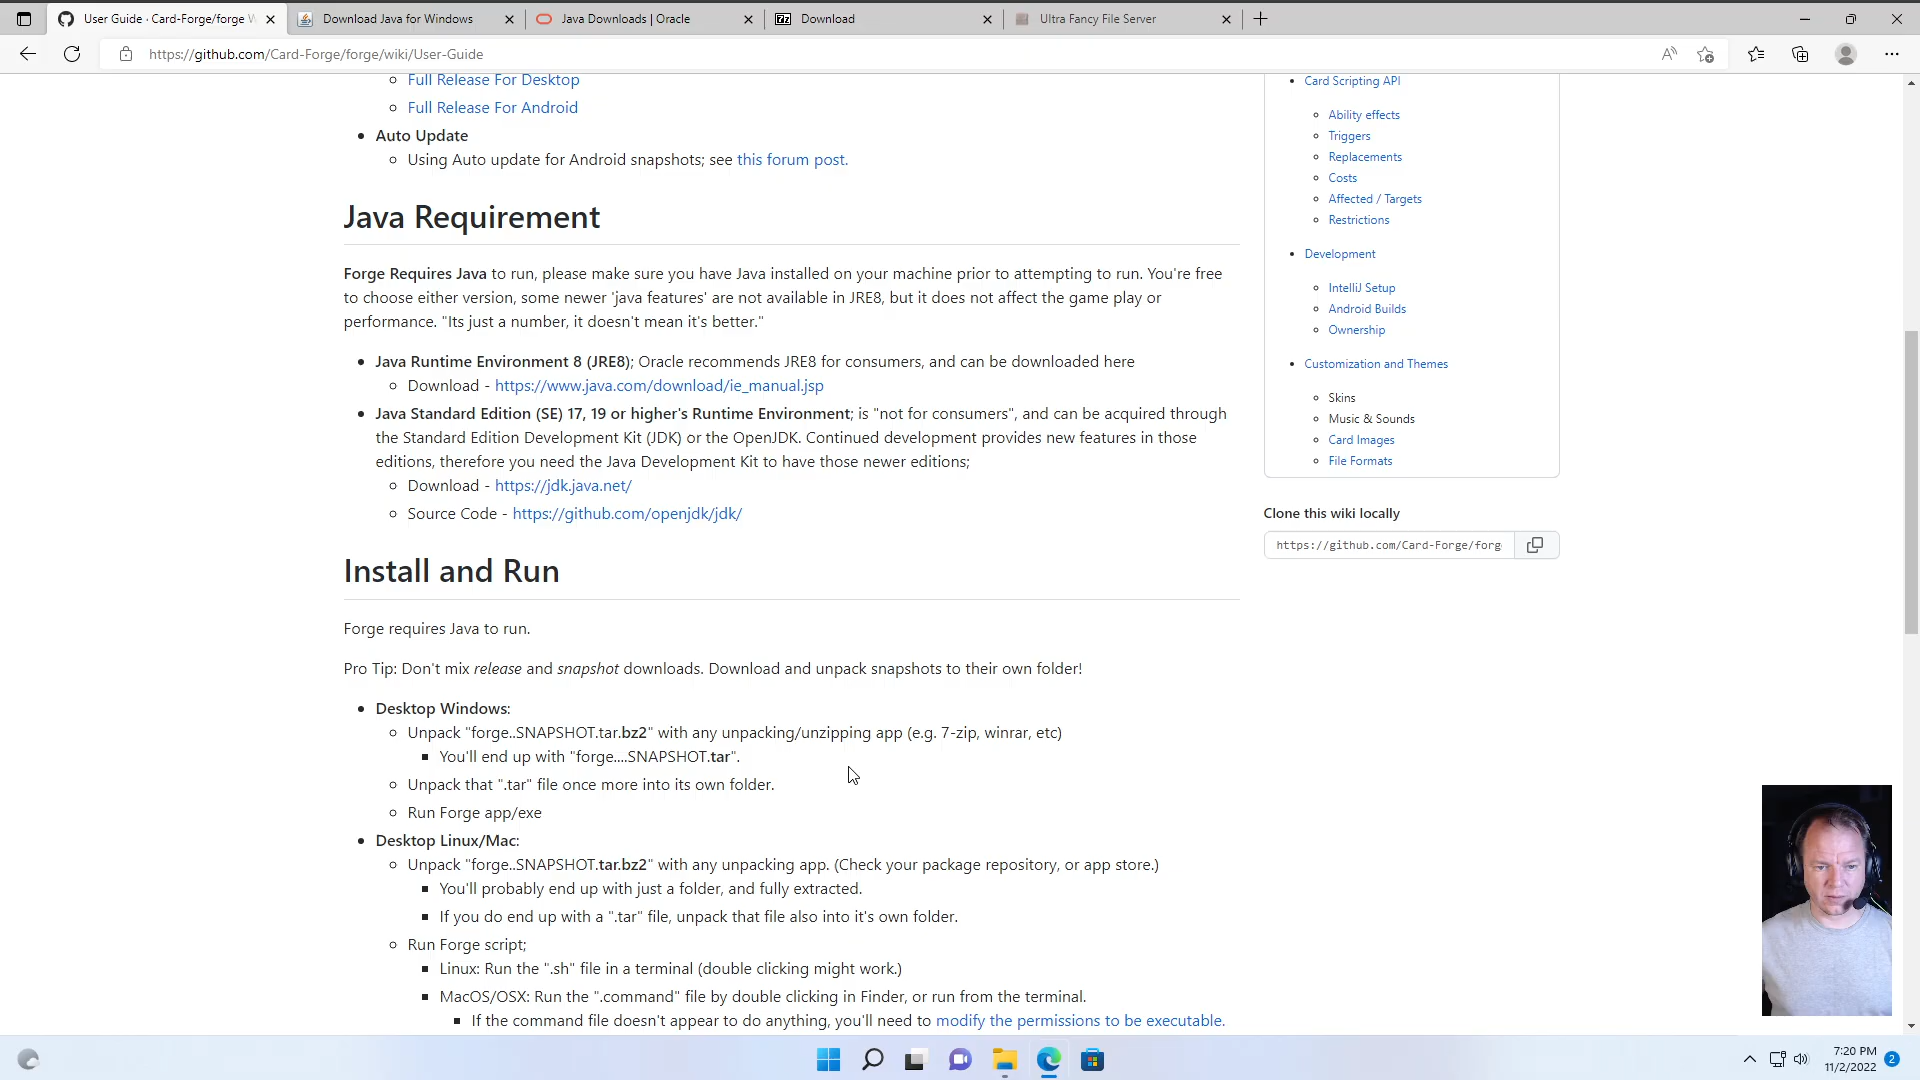 User Guide · Card-Forge/forge W
Download Java for Windows
Java Downloads | Oracle
7z Download
Ultra Fancy File Server
https://github.com/Card-Forge/forge/wiki/User-Guide
Full Release For Desktop
Full Release For Android
Auto Update
Using Auto update for Android snapshots; see this forum post.
Java Requirement
Forge Requires Java to run, please make sure you have Java installed on your machine prior to attempting to run. You're free
to choose either version, some newer 'java features' are not available in JRE8, but it does not affect the game play or
performance. "Its just a number, it doesn't mean it's better."
Java Runtime Environment 8 (JRE8); Oracle recommends JRE8 for consumers, and can be downloaded here
Download - https://www.java.com/download/ie_manual.jsp
Java Standard Edition (SE) 17, 19 or higher's Runtime Environment; is "not for consumers", and can be acquired through
the Standard Edition Development Kit (JDK) or the OpenJDK. Continued development provides new features in those
editions, therefore you need the Java Development Kit to have those newer editions;
Download - https://jdk.java.net/
Source Code - https://github.com/openjdk/jdk/
Install and Run
Forge requires Java to run.
Pro Tip: Don't mix release and snapshot downloads. Download and unpack snapshots to their own folder!
Desktop Windows:
Unpack "forge..SNAPSHOT.tar.bz2" with any unpacking/unzipping app (e.g. 7-zip, winrar, etc)
You'll end up with "forge....SNAPSHOT.tar".
Unpack that ".tar" file once more into its own folder.
Run Forge app/exe
Desktop Linux/Mac:
Unpack "forge..SNAPSHOT.tar.bz2" with any unpacking app. (Check your package repository, or app store.)
You'll probably end up with just a folder, and fully extracted.
If you do end up with a ".tar" file, unpack that file also into it's own folder.
Run Forge script;
Linux: Run the ".sh" file in a terminal (double clicking might work.)
MacOS/OSX: Run the ".command" file by double clicking in Finder, or run from the terminal.
If the command file doesn't appear to do anything, you'll need to modify the permissions to be executable.
Card Scripting API
Ability effects
Triggers
Replacements
Costs
Affected / Targets
Restrictions
Development
IntelliJ Setup
Android Builds
Ownership
Customization and Themes
Skins
Music & Sounds
Card Images
File Formats
Clone this wiki locally
https://github.com/Card-Forge/forg
7:20 PM
11/2/2022
2